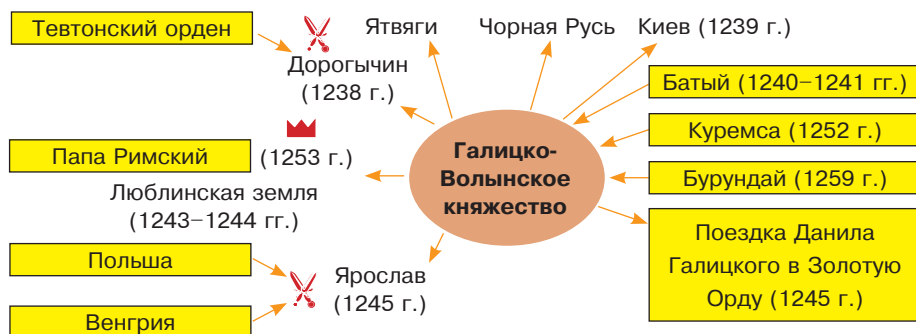 Тевтонский орден
Дорогычин
(1238 г.)
Ятвяги
Чорная Русь
Киев (1239 г.)
Батый (1240–1241 гг.)
Куремса (1252 г.)
Бурундай (1259 г.)
Поездка Данила
Галицкого в Золотую
Орду (1245 г.)
Галицко-
Волынское
княжество
Папа Римский
(1253 г.)
Люблинская земля
(1243–1244 гг.)
Польша
Венгрия
Ярослав
(1245 г.)